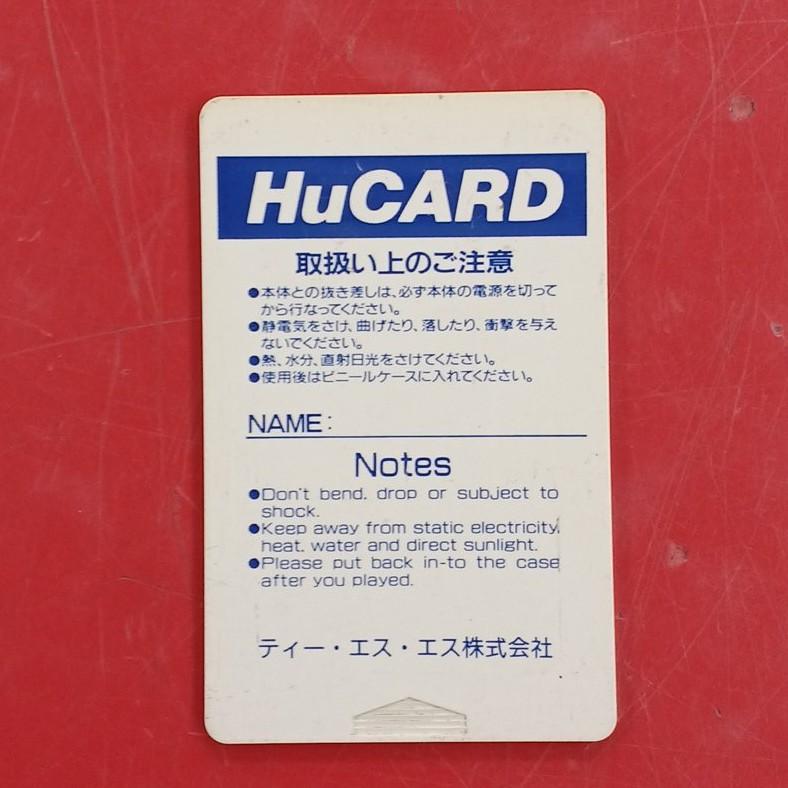 HuCARD
取扱い上のご注意
●本体との抜き差しは、必ず本体の電源を切って
から行なってください。
●静電気をさけ、曲げたり、落したり、衝撃を与え
ないでください。
●熱、水分、直射日光をさけてください。
●使用後はビニールケースに入れてください。
NAME:
Notes
●Don't bend, drop or subject to
shock.
●Keep away from static electricity,
heat, water and direct sunlight.
●Please put back in-to the case
after you played.
ティー・エス・エス株式会社